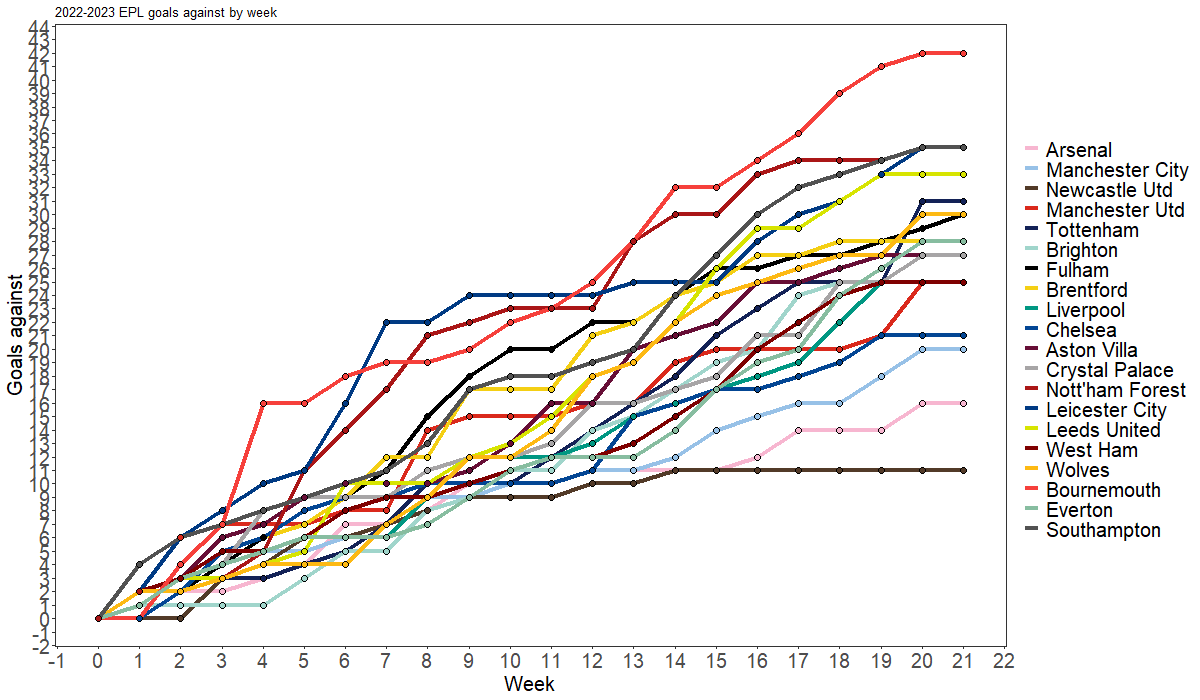 2022-2023 EPL goals against by week
Goals against
44
43
42
41
40
39
38
37
36
35
34
33
32
31
30
29
28
27
26
25
24
23
22
21
20
19
18
17
16
15
14
13
12
11
10
9
8
7
6
5
4
3
2
1
0
-1
-2
-1 0 1 2 3 4 5 6 7 8 9 10 11 12 13 14 15 16 17 18 19 20 21 22
Week
Arsenal
Manchester City
Newcastle Utd
Manchester Utd
Tottenham
Brighton
Fulham
Brentford
Liverpool
Chelsea
Aston Villa
Crystal Palace
Nott'ham Forest
Leicester City
Leeds United
West Ham
Wolves
Bournemouth
Everton
Southampton